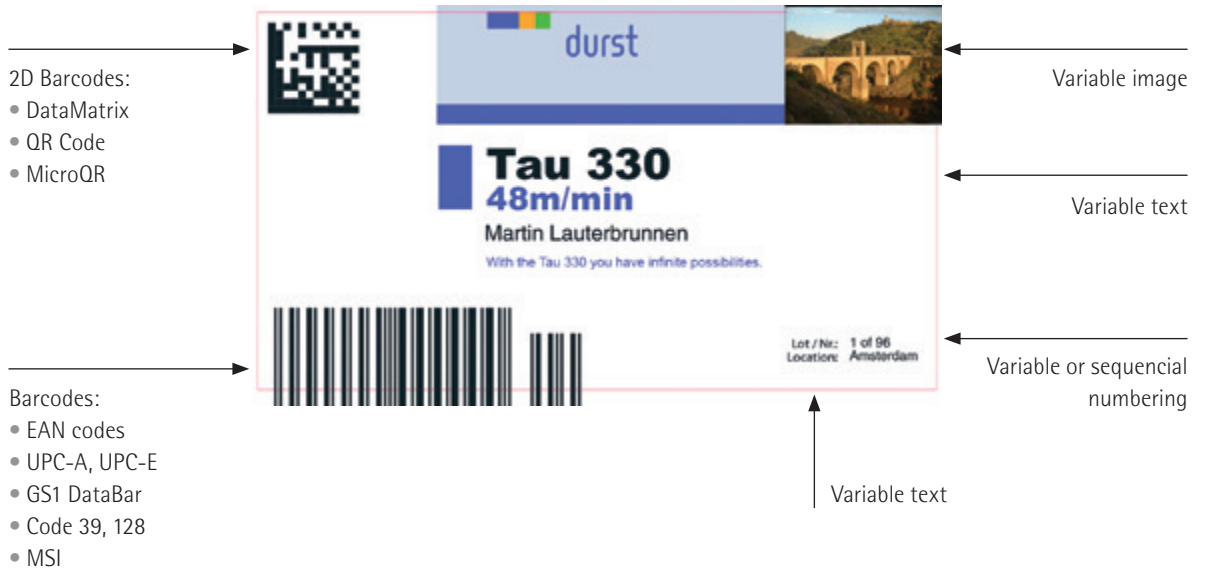 durst
2D Barcodes:
• DataMatrix
• QR Code
• MicroQR
Variable image
Tau 330
48m/min
Martin Lauterbrunnen
With the Tau 330 you have infinite possibilities.
Variable text
Lot / Nr.: 1 of 96
Location: Amsterdam
Variable or sequencial
numbering
Barcodes:
• EAN codes
• UPC-A, UPC-E
• GS1 DataBar
• Code 39, 128
• MSI
Variable text